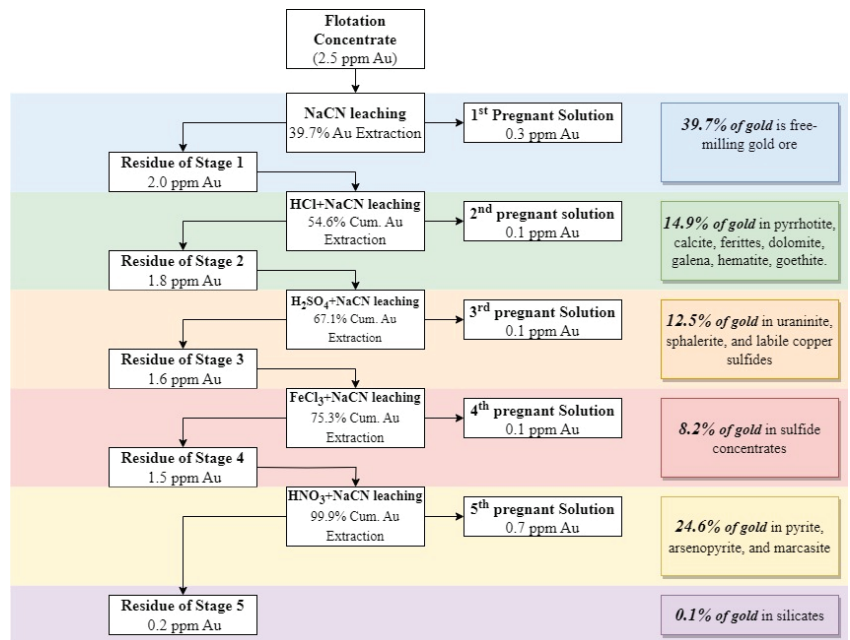 Flotation
Concentrate
(2.5 ppm Au)
NaCN leaching
39.7% Au Extraction
1st Pregnant Solution
0.3 ppm Au
39.7% of gold is free-
milling gold ore
Residue of Stage 1
2.0 ppm Au
HCl+NaCN leaching
54.6% Cum. Au
Extraction
2nd pregnant solution
0.1 ppm Au
14.9% of gold in pyrrhotite,
calcite, ferittes, dolomite,
galena, hematite, goethite.
Residue of Stage 2
1.8 ppm Au
H2SO4+NaCN leaching
67.1% Cum. Au
Extraction
3rd pregnant solution
0.1 ppm Au
12.5% of gold in uraninite,
sphalerite, and labile copper
sulfides
Residue of Stage 3
1.6 ppm Au
FeCl3+NaCN leaching
75.3% Cum. Au
Extraction
4th pregnant Solution
0.1 ppm Au
8.2% of gold in sulfide
concentrates
Residue of Stage 4
1.5 ppm Au
HNO3+NaCN leaching
99.9% Cum. Au
Extraction
5th pregnant Solution
0.7 ppm Au
24.6% of gold in pyrite,
arsenopyrite, and marcasite
Residue of Stage 5
0.2 ppm Au
0.1% of gold in silicates